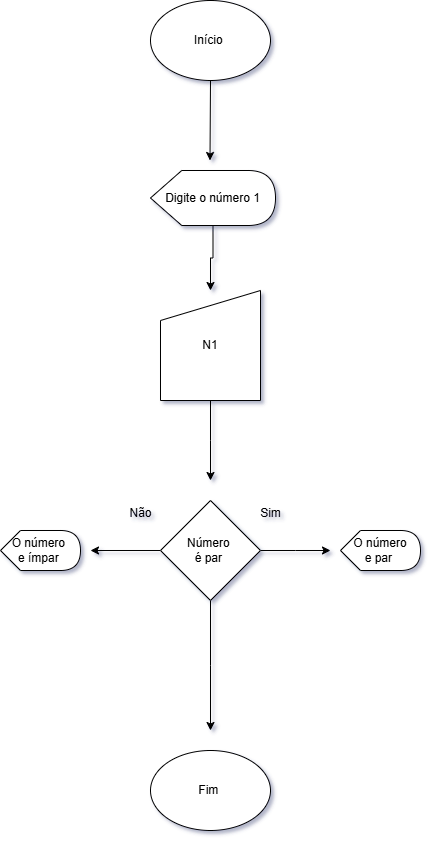 Início
Digite o número 1
N1
Não
Sim
O número
e ímpar
Número
é par
O número
e par
Fim